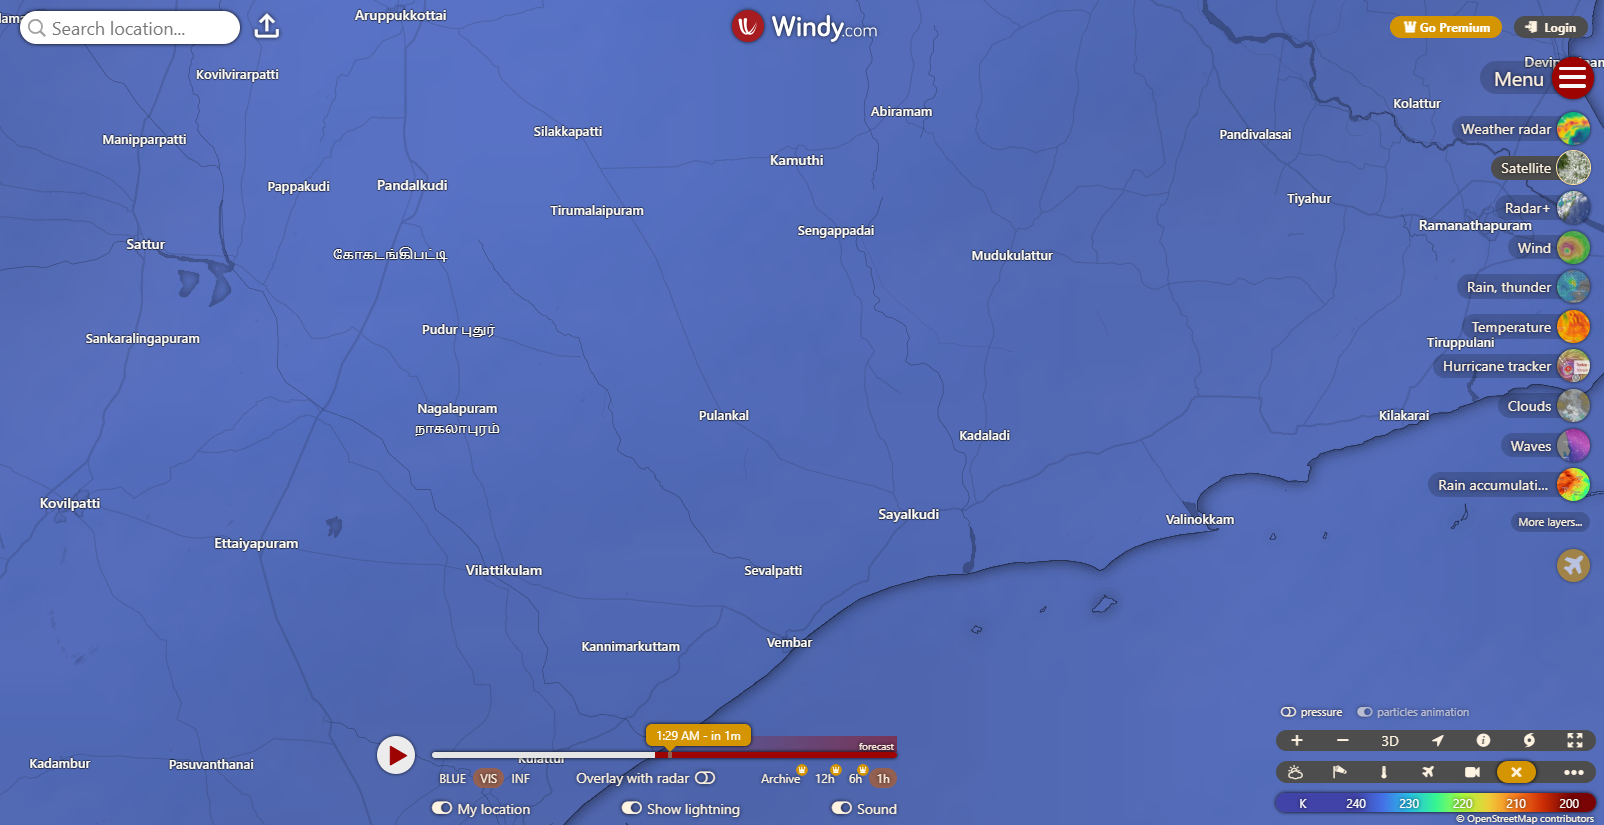 Aruppukkottai
Search location...
Windy.com
Go Premium
Login
Menu
Kovilvirarpatti
Kolattur
Abiramam
Weather radar
Silakkapatti
Pandivalasai
Manipparpatti
Kamuthi
Satellite
Pappakudi
Pandalkudi
Tiyahur
Radar+
Tirumalaipuram
Ramanathapuram
Sengappadai
Sattur
Wind
கோகடங்கிபட்டி
Mudukulattur
Rain, thunder
Pudur புதுர்
Temperature
Sankaralingapuram
Tiruppulani
Hurricane tracker
Nagalapuram
நாகலாபுரம்
Clouds
Pulankal
Kilakarai
Kadaladi
Waves
Rain accumulati...
Kovilpatti
Sayalkudi
Valinokkam
More layers...
Ettaiyapuram
Vilattikulam
Sevalpatti
Kannimarkuttam
Vembar
pressure
particles animation
1:29 AM - in 1m
forecast
3D
Kadambur
Pasuvanthanai
Kulattur
BLUE
VIS
INF
Overlay with radar
Archive
12h
6h
1h
My location
Show lightning
Sound
K 240 230 220 210 200
© OpenStreetMap contributors